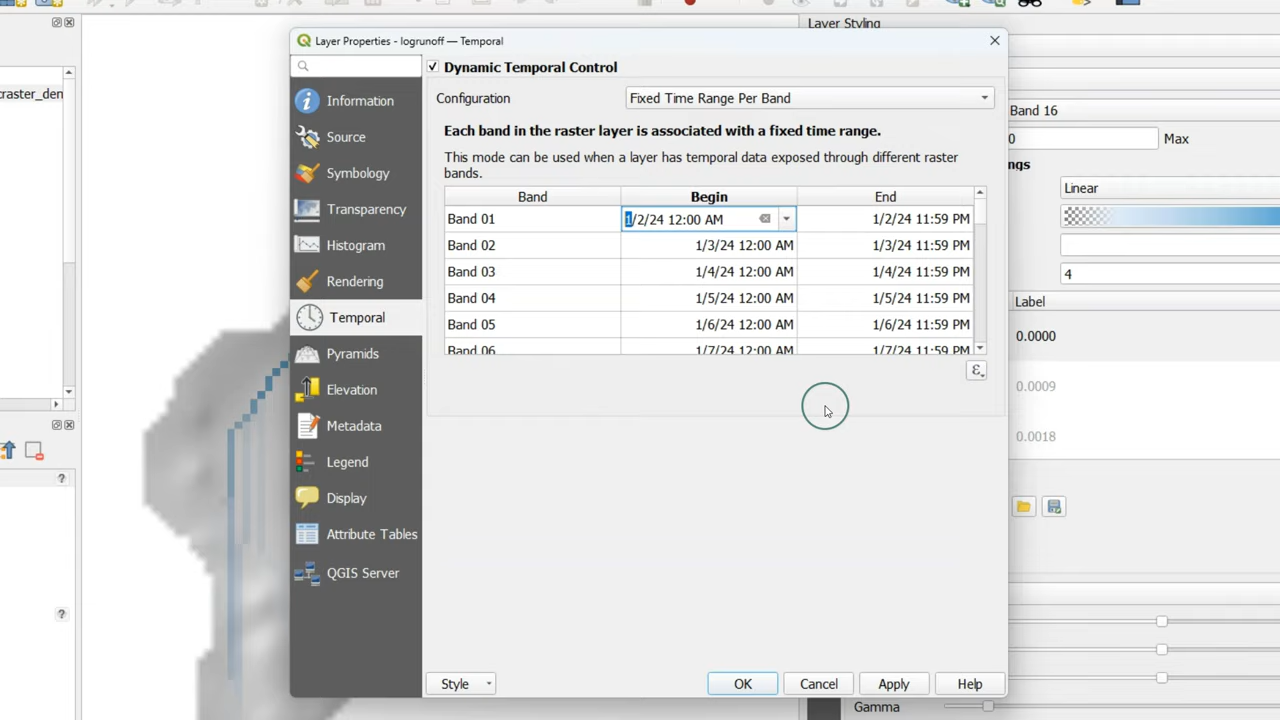 Layer Styling
Layer Properties - logrunoff — Temporal
Dynamic Temporal Control
Configuration
Fixed Time Range Per Band
Each band in the raster layer is associated with a fixed time range.
This mode can be used when a layer has temporal data exposed through different raster
bands.
Band Begin End
Band 01 1/2/24 12:00 AM 1/2/24 11:59 PM
Band 02 1/3/24 12:00 AM 1/3/24 11:59 PM
Band 03 1/4/24 12:00 AM 1/4/24 11:59 PM
Band 04 1/5/24 12:00 AM 1/5/24 11:59 PM
Band 05 1/6/24 12:00 AM 1/6/24 11:59 PM
Band 06 1/7/24 12:00 AM 1/7/24 11:59 PM
ε
Information
Source
Symbology
Transparency
Histogram
Rendering
Temporal
Pyramids
Elevation
Metadata
Legend
Display
Attribute Tables
QGIS Server
Style
OK
Cancel
Apply
Help
craster_den
?
?
Band 16
0
Max
ngs
Linear
4
Label
0.0000
0.0009
0.0018
Gamma